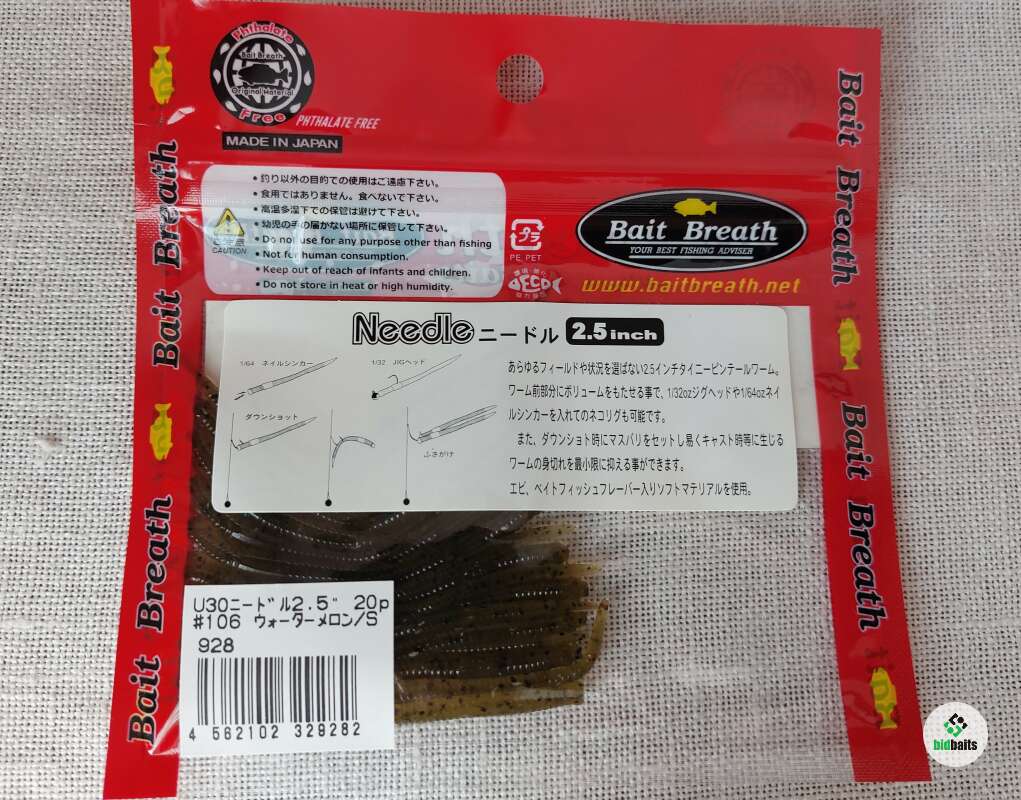 Phthalate
Bait Breath
Original Material
Free
PHTHALATE FREE
MADE IN JAPAN
• 釣り以外の目的での使用はご遠慮下さい。
• 食用ではありません。食べないで下さい。
• 高温多湿下での保管は避けて下さい。
• 幼児の手の届かない場所に保管して下さい。
• Do not use for any purpose other than fishing
• Not for human consumption.
• Keep out of reach of infants and children.
• Do not store in heat or high humidity.
ご注意
CAUTION
プラ
PE PET
ECO
Bait Breath
YOUR BEST FISHING ADVISER
www.baitbreath.net
Bait Breath
Bait Breath
Bait Breath
Bait Breath
Needle ニードル 2.5inch
1/64 ネイルシンカー
1/32 JIGヘッド
ダウンショット
ふさがけ
あらゆるフィールドや状況を選ばない2.5インチタイニーピンテールワーム。
ワーム前部分にボリュームをもたせる事で、1/32ozジグヘッドや1/64ozネイ
ルシンカーを入れてのネコリグも可能です。
また、ダウンショト時にマスバリをセットし易くキャスト時等に生じる
ワームの身切れを最小限に抑える事ができます。
エビ、ベイトフィッシュフレーバー入りソフトマテリアルを使用。
U30ニードル2.5" 20p
#106 ウォーターメロン/S
928
4 562102 329282
bidbaits